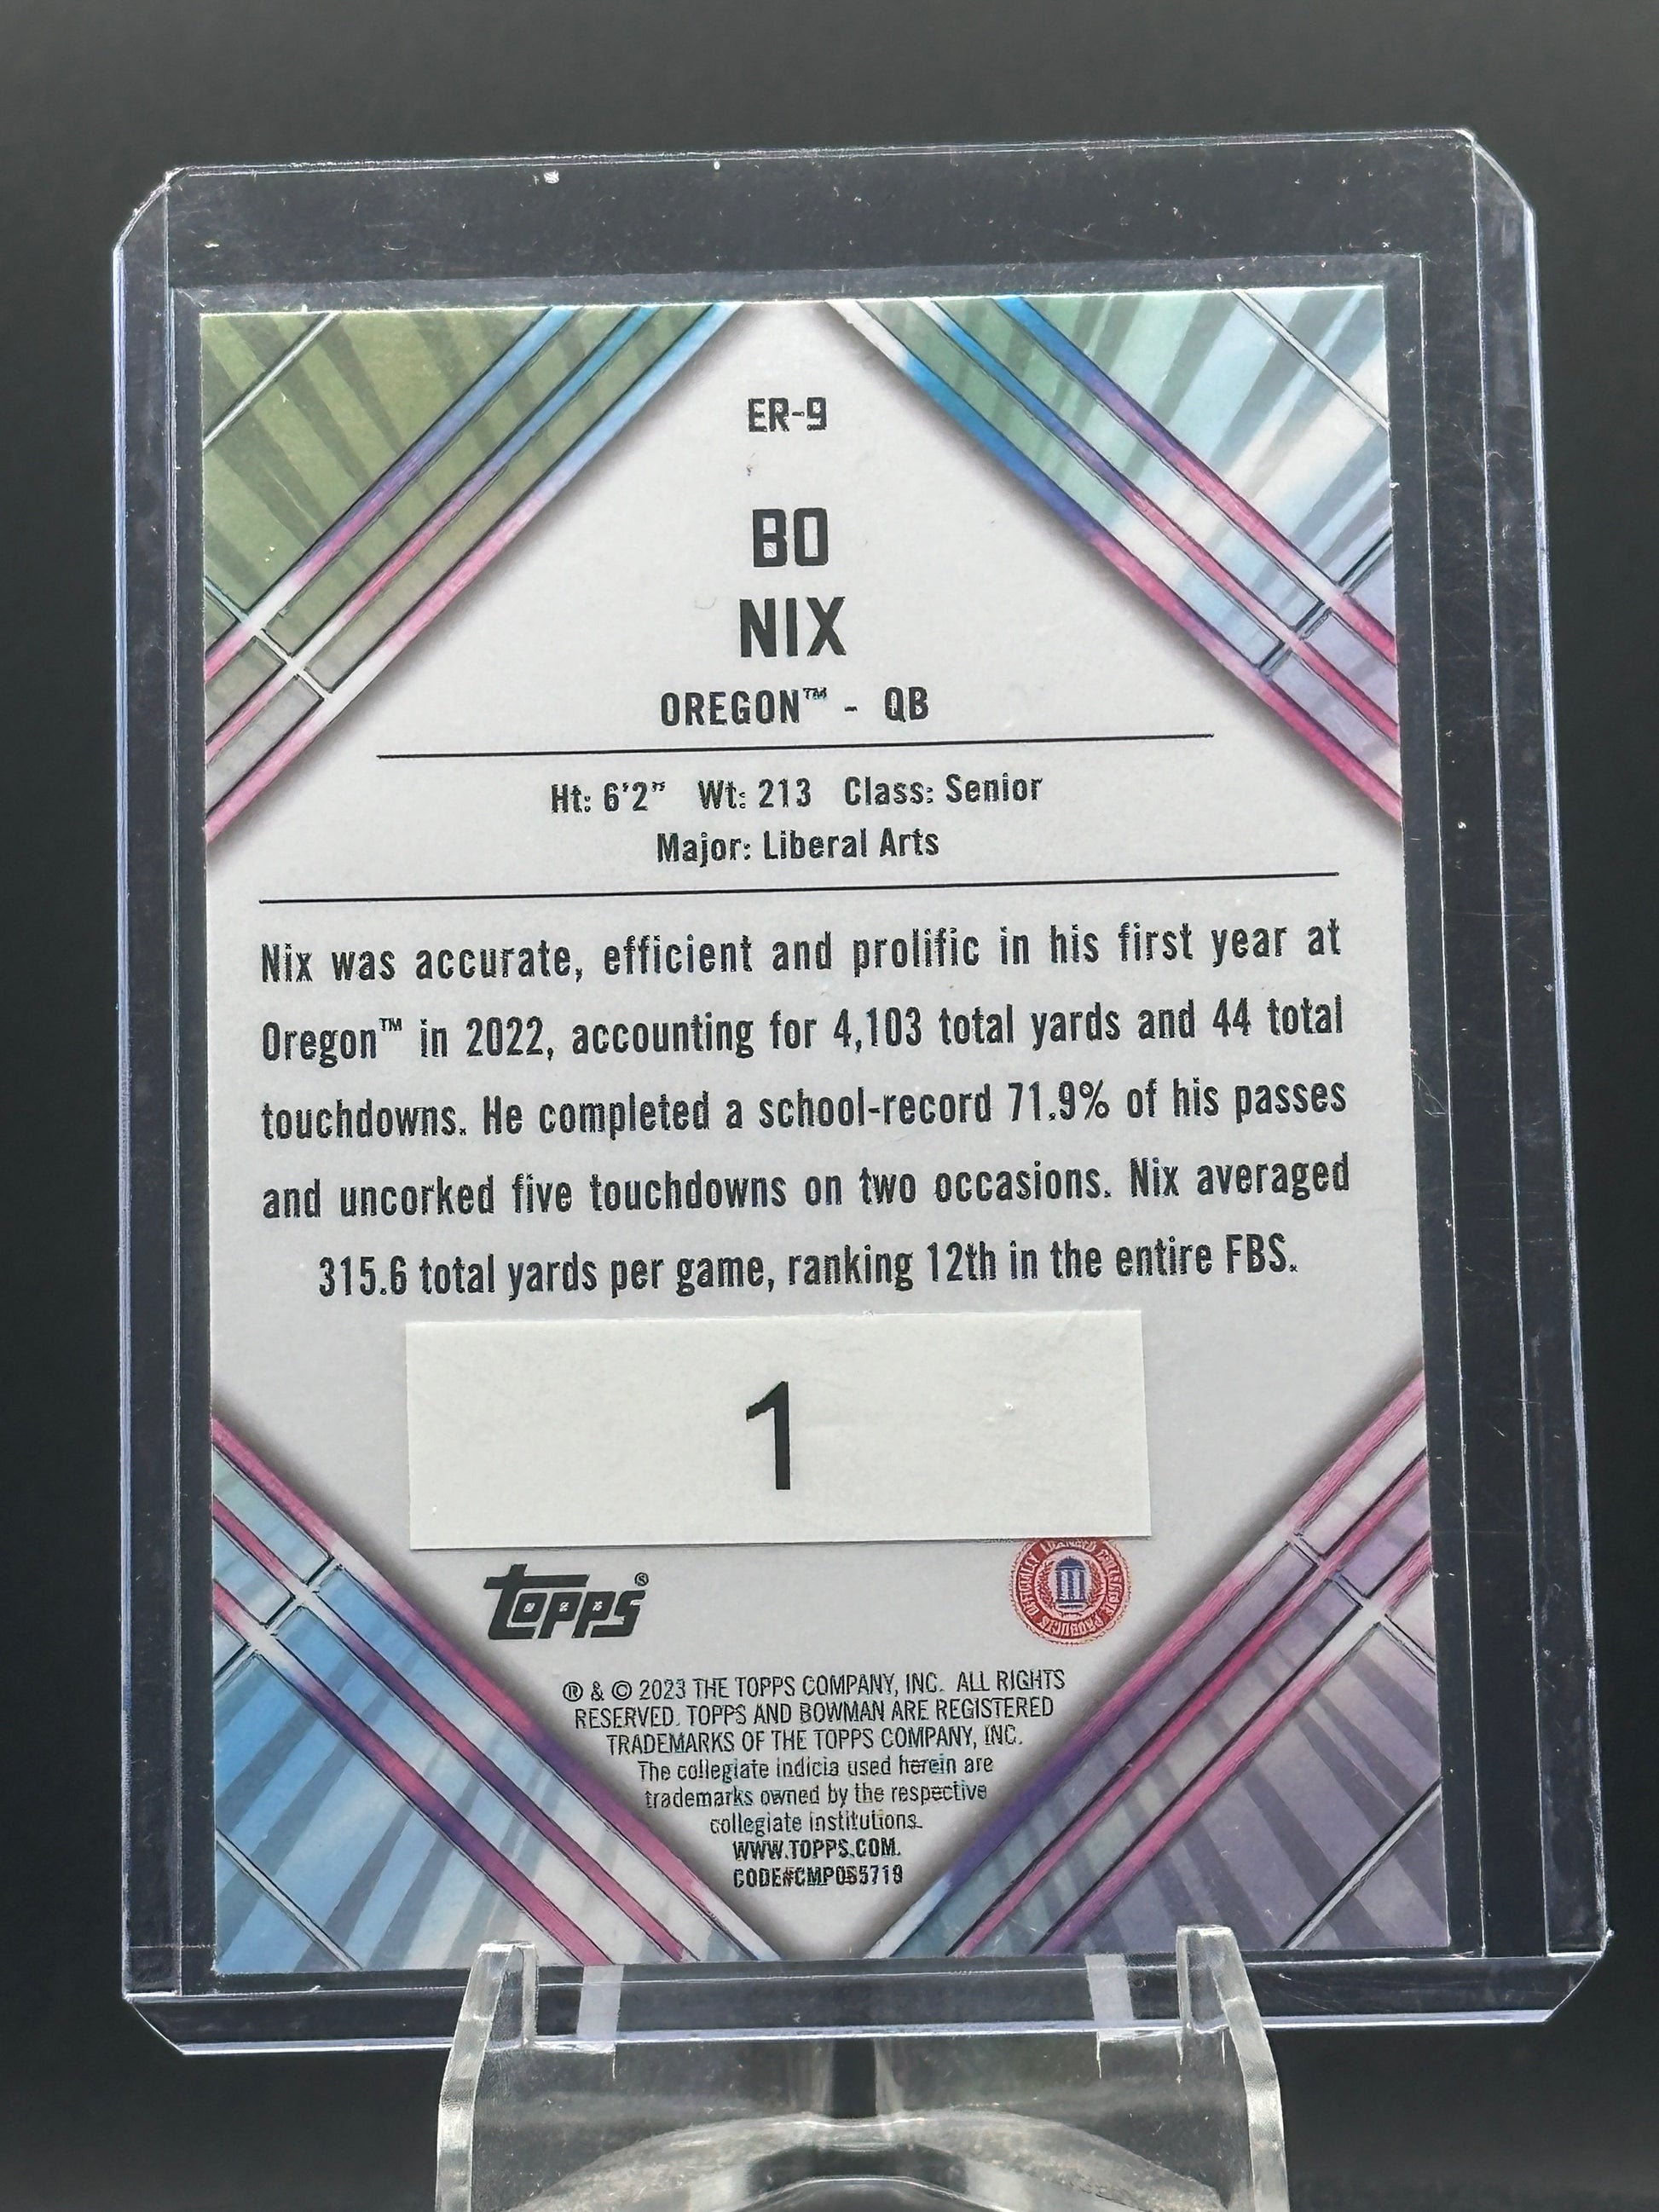 ER-9
BO
NIX
OREGON™ - QB
Ht: 6'2" Wt: 213 Class: Senior
Major: Liberal Arts
Nix was accurate, efficient and prolific in his first year at
Oregon™ in 2022, accounting for 4,103 total yards and 44 total
touchdowns. He completed a school-record 71.9% of his passes
and uncorked five touchdowns on two occasions. Nix averaged
315.6 total yards per game, ranking 12th in the entire FBS.
1
Topps®
OFFICIALLY LICENSED COLLEGIATE PRODUCTS
® & © 2023 THE TOPPS COMPANY, INC. ALL RIGHTS
RESERVED. TOPPS AND BOWMAN ARE REGISTERED
TRADEMARKS OF THE TOPPS COMPANY, INC.
The collegiate indicia used herein are
trademarks owned by the respective
collegiate institutions.
WWW.TOPPS.COM.
CODE#CMP085719